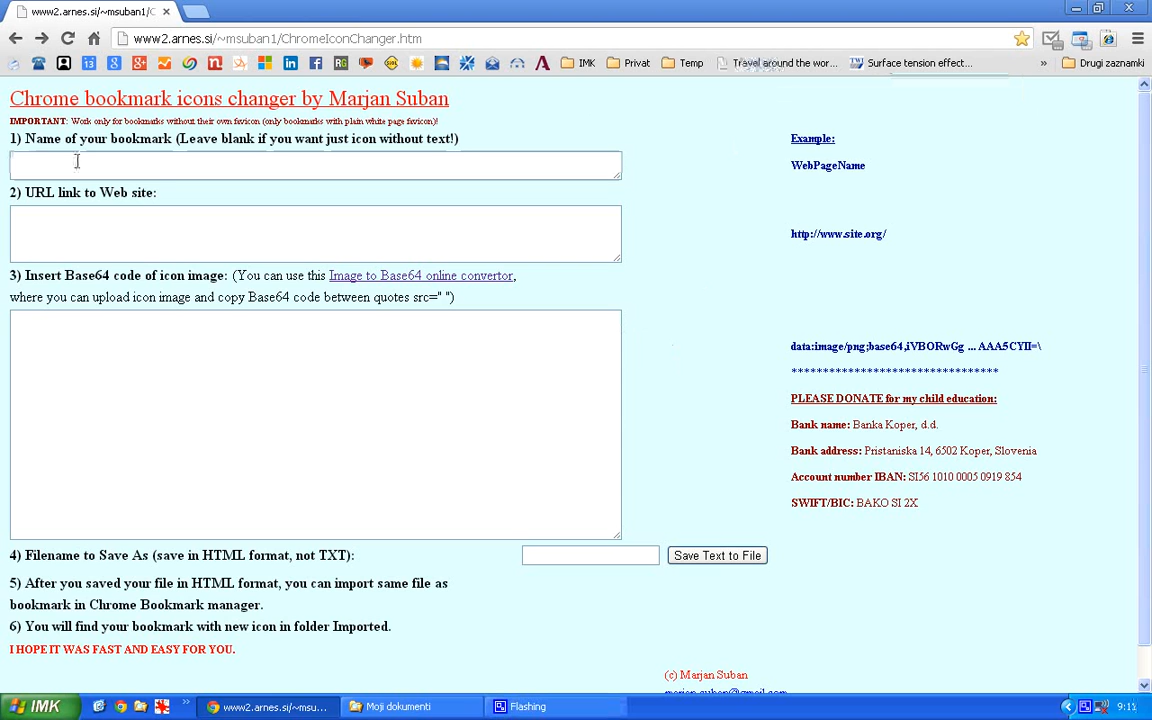 www2.arnes.si/~msuban1/C
www2.arnes.si/~msuban1/ChromeIconChanger.htm
IMK
Privat
Temp
Travel around the wor...
Surface tension effect...
»
Drugi zaznamki
Chrome bookmark icons changer by Marjan Suban
IMPORTANT: Work only for bookmarks without their own favicon (only bookmarks with plain white page favicon)!
1) Name of your bookmark (Leave blank if you want just icon without text!)
Example:
WebPageName
2) URL link to Web site:
http://www.site.org/
3) Insert Base64 code of icon image: (You can use this Image to Base64 online convertor,
where you can upload icon image and copy Base64 code between quotes src=" ")
data:image/png;base64,iVBORwGg ... AAA5CYII=\
*********************************
PLEASE DONATE for my child education:
Bank name: Banka Koper, d.d.
Bank address: Pristaniska 14, 6502 Koper, Slovenia
Account number IBAN: SI56 1010 0005 0919 854
SWIFT/BIC: BAKO SI 2X
4) Filename to Save As (save in HTML format, not TXT):
Save Text to File
5) After you saved your file in HTML format, you can import same file as
bookmark in Chrome Bookmark manager.
6) You will find your bookmark with new icon in folder Imported.
I HOPE IT WAS FAST AND EASY FOR YOU.
(c) Marjan Suban
marjan.suban@gmail.com
IMK
»
www2.arnes.si/~msu...
Moji dokumenti
Flashing
9:11